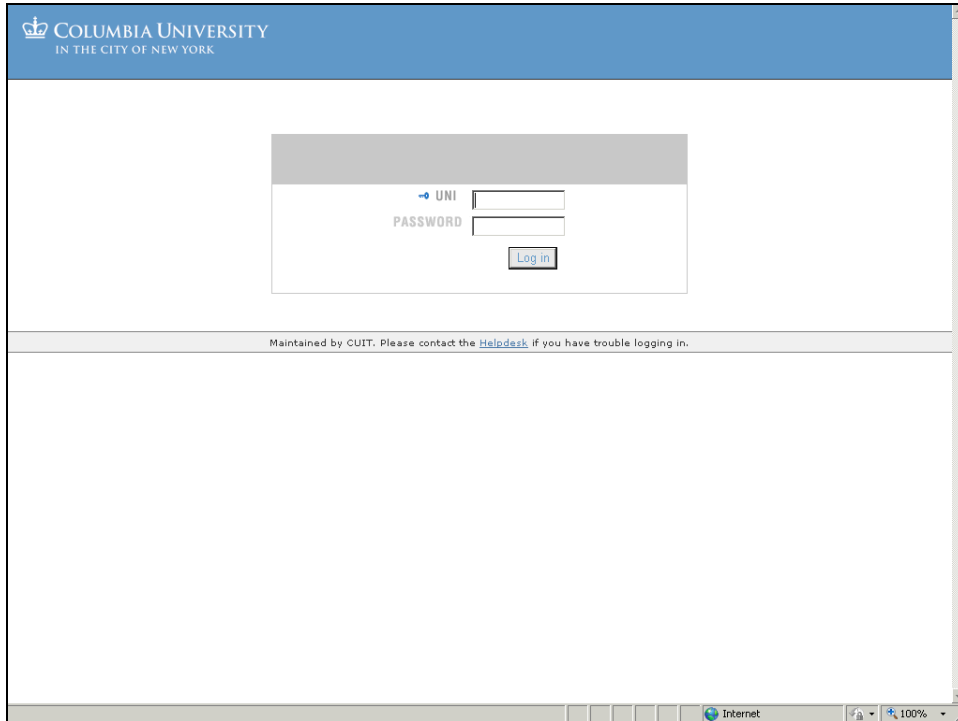 COLUMBIA UNIVERSITY
IN THE CITY OF NEW YORK
UNI
PASSWORD
Log in
Maintained by CUIT. Please contact the Helpdesk if you have trouble logging in.
Internet
100%